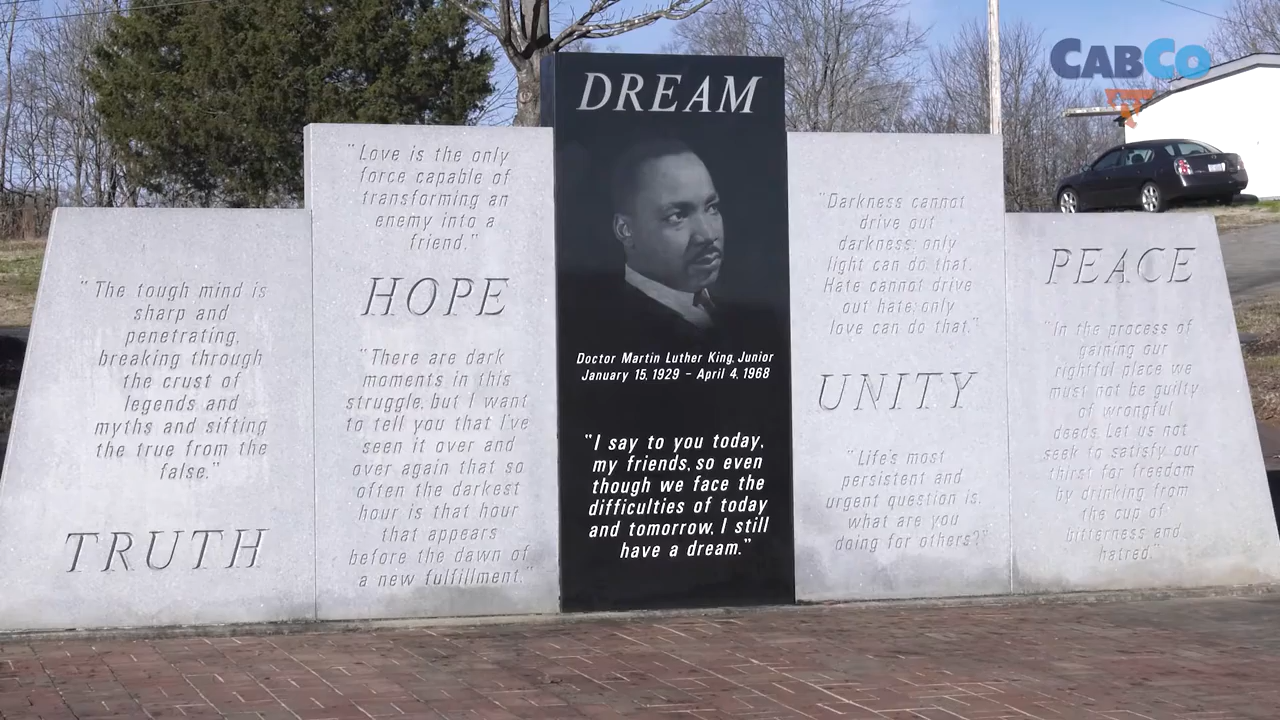 CABCO
DREAM
"The tough mind is
sharp and
penetrating,
breaking through
the crust of
legends and
myths and sifting
the true from the
false."
TRUTH
"Love is the only
force capable of
transforming an
enemy into a
friend."
HOPE
"There are dark
moments in this
struggle, but I want
to tell you that I've
seen it over and
over again that so
often the darkest
hour is that hour
that appears
before the dawn of
a new fulfillment."
Doctor Martin Luther King, Junior
January 15, 1929 - April 4, 1968
"I say to you today,
my friends, so even
though we face the
difficulties of today
and tomorrow, I still
have a dream."
"Darkness cannot
drive out
darkness; only
light can do that.
Hate cannot drive
out hate; only
love can do that."
UNITY
"Life's most
persistent and
urgent question is,
what are you
doing for others?"
PEACE
"In the process of
gaining our
rightful place we
must not be guilty
of wrongful
deeds. Let us not
seek to satisfy our
thirst for freedom
by drinking from
the cup of
bitterness and
hatred."